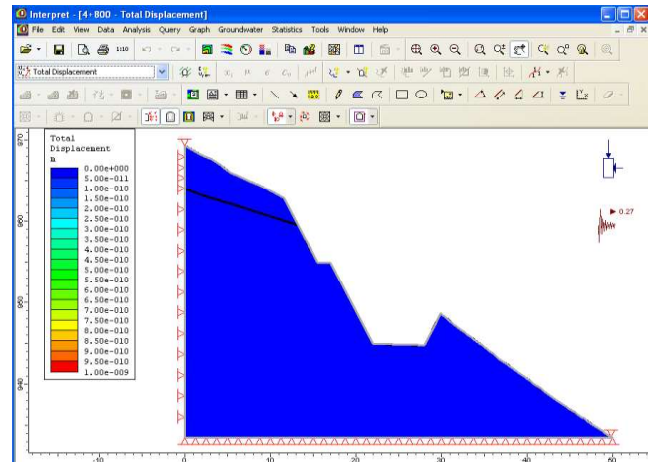 Interpret - [4+800 - Total Displacement]
File Edit View Data Analysis Query Graph Groundwater Statistics Tools Window Help
1:10
Total Displacement
Total
Displacement
m
0.00e+000
5.00e-011
1.00e-010
1.50e-010
2.00e-010
2.50e-010
3.00e-010
3.50e-010
4.00e-010
4.50e-010
5.00e-010
5.50e-010
6.00e-010
6.50e-010
7.00e-010
7.50e-010
8.00e-010
8.50e-010
9.00e-010
9.50e-010
1.00e-009
0.27
970
960
950
940
-10 0 10 20 30 40 50